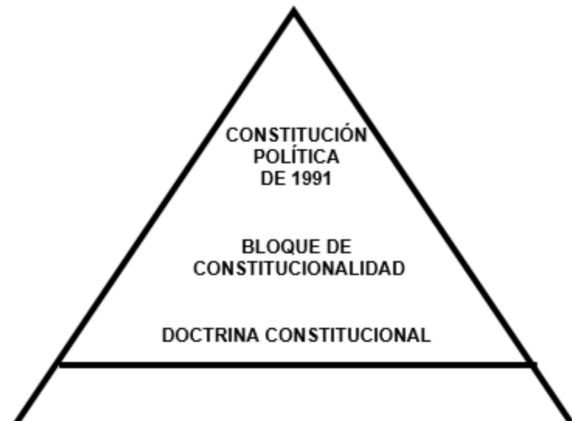 CONSTITUCIÓN
POLÍTICA
DE 1991
BLOQUE DE
CONSTITUCIONALIDAD
DOCTRINA CONSTITUCIONAL